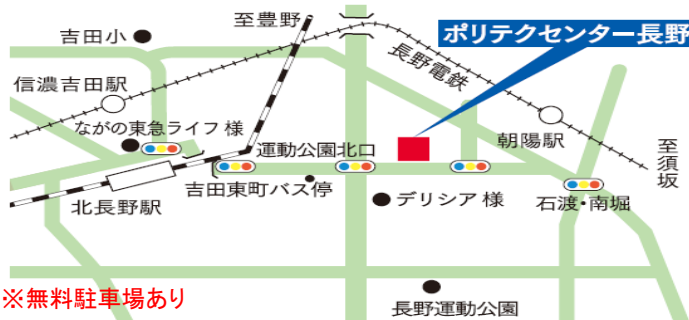 至豊野
吉田小
ポリテクセンター長野
長野電鉄
信濃吉田駅
ながの東急ライフ 様
運動公園北口
朝陽駅
至須坂
吉田東町バス停
北長野駅
デリシア 様
石渡・南堀
※無料駐車場あり
長野運動公園